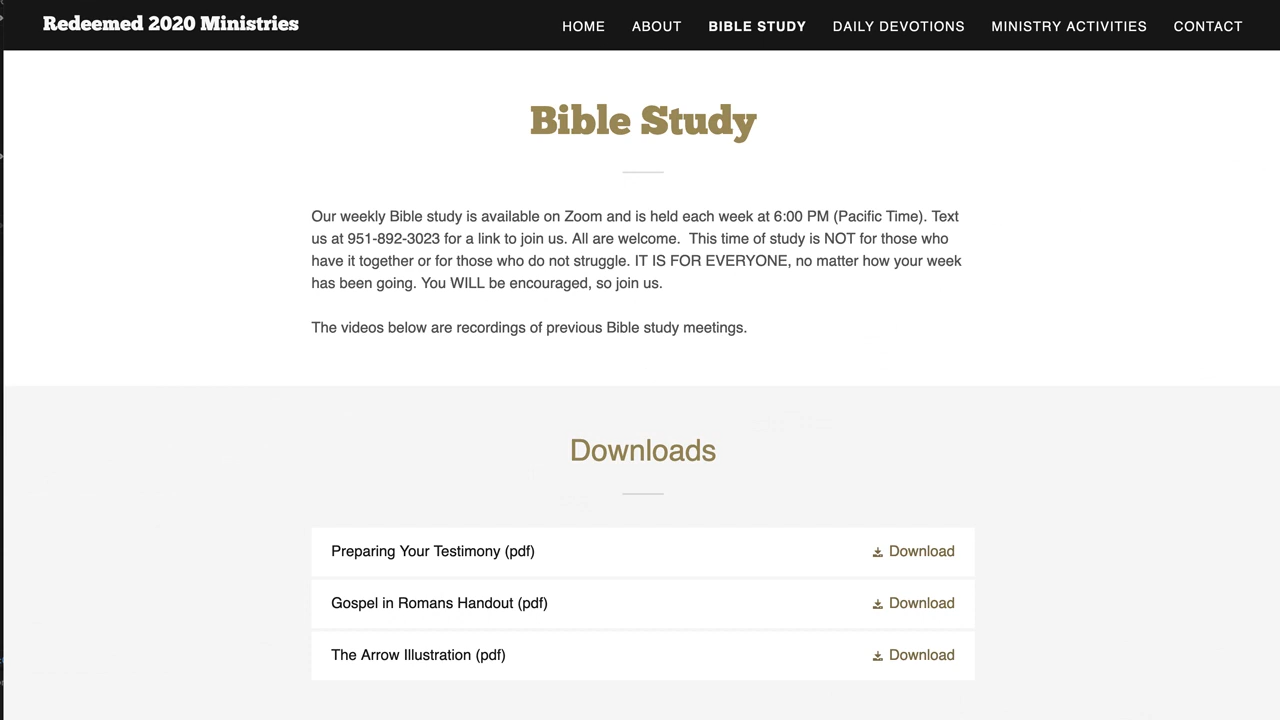 Redeemed 2020 Ministries
HOME ABOUT BIBLE STUDY DAILY DEVOTIONS MINISTRY ACTIVITIES CONTACT
Bible Study
Our weekly Bible study is available on Zoom and is held each week at 6:00 PM (Pacific Time). Text
us at 951-892-3023 for a link to join us. All are welcome.  This time of study is NOT for those who
have it together or for those who do not struggle. IT IS FOR EVERYONE, no matter how your week
has been going. You WILL be encouraged, so join us.
The videos below are recordings of previous Bible study meetings.
Downloads
Preparing Your Testimony (pdf) Download
Gospel in Romans Handout (pdf) Download
The Arrow Illustration (pdf) Download